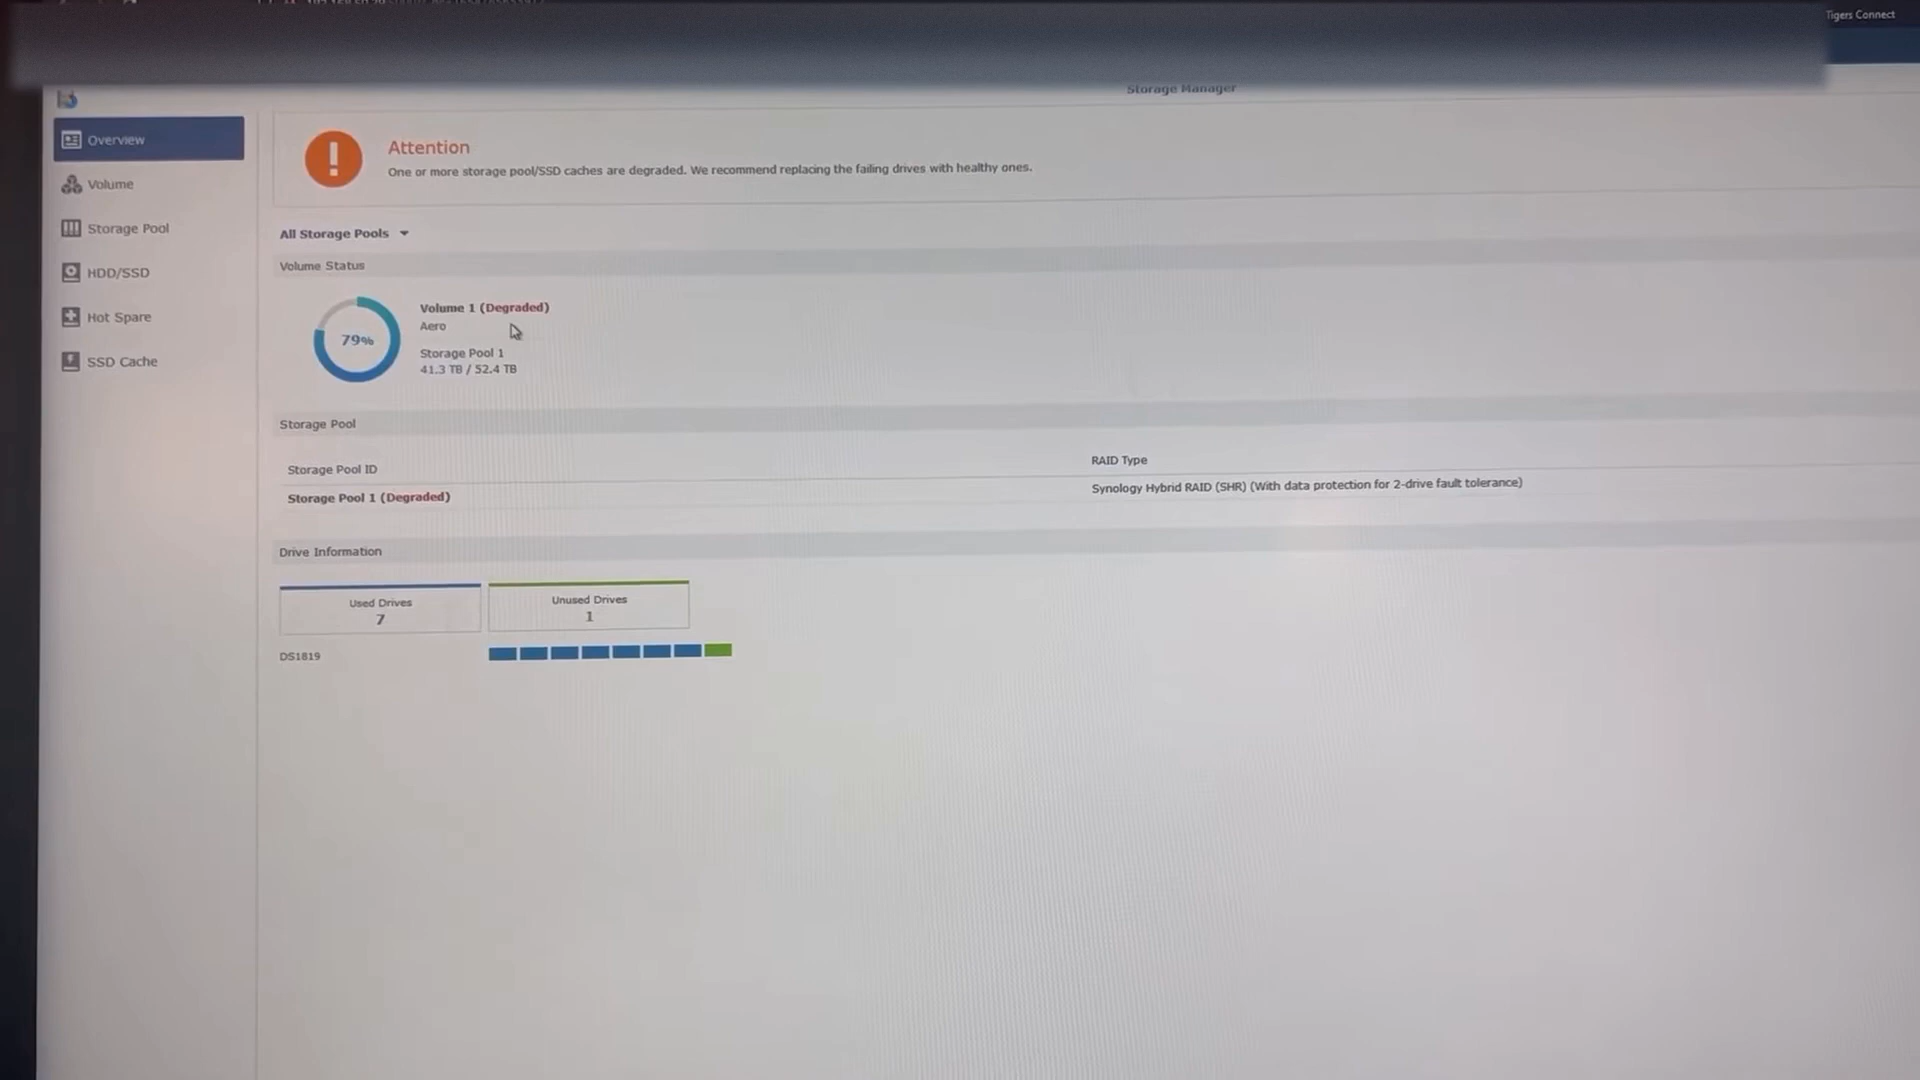 Tigers Connect
Storage Manager
Overview
Volume
Storage Pool
HDD/SSD
Hot Spare
SSD Cache
Attention
One or more storage pool/SSD caches are degraded. We recommend replacing the failing drives with healthy ones.
All Storage Pools
Volume Status
79%
Volume 1 (Degraded)
Aero
Storage Pool 1
41.3 TB / 52.4 TB
Storage Pool
Storage Pool ID
RAID Type
Storage Pool 1 (Degraded)
Synology Hybrid RAID (SHR) (With data protection for 2-drive fault tolerance)
Drive Information
Used Drives
7
Unused Drives
1
DS1819